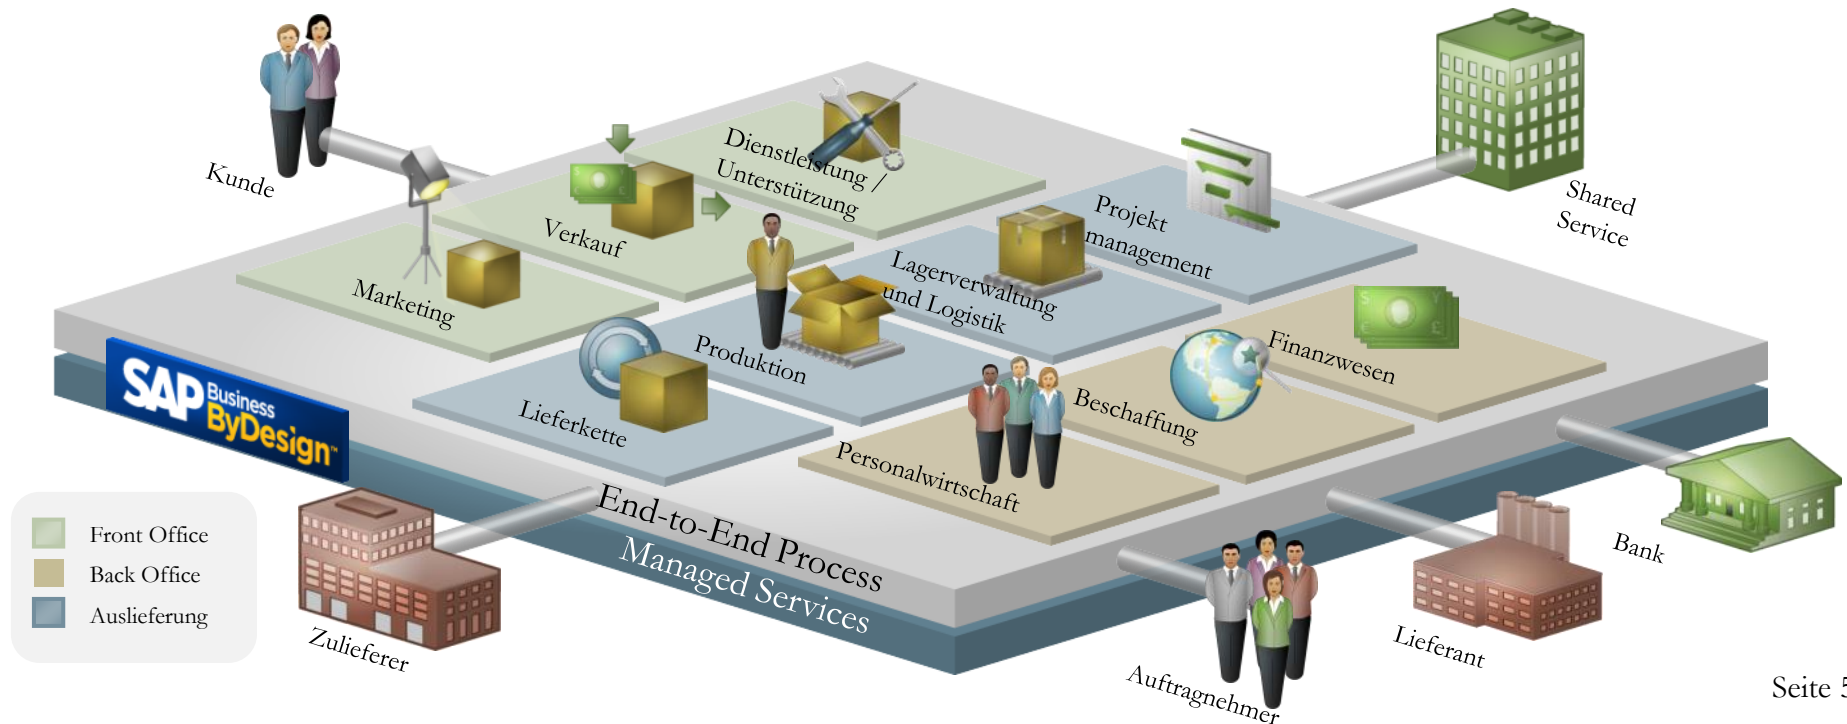 Kunde
Dienstleistung /
Unterstützung
Verkauf
Marketing
Projekt
management
Lagerverwaltung
und Logistik
Produktion
Lieferkette
Finanzwesen
Beschaffung
Personalwirtschaft
Shared
Service
SAP Business
ByDesign™
End-to-End Process
Managed Services
Front Office
Back Office
Auslieferung
Zulieferer
Auftragnehmer
Lieferant
Bank
Seite 5